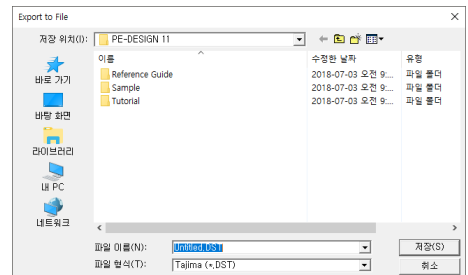 Export to File
저장 위치(I):
PE-DESIGN 11
이름
수정한 날짜
유형
Reference Guide
2018-07-03 오전 9:...
파일 폴더
Sample
2018-07-03 오전 9:...
파일 폴더
Tutorial
2018-07-03 오전 9:...
파일 폴더
바로 가기
바탕 화면
라이브러리
내 PC
네트워크
파일 이름(N):
Untitled.DST
저장(S)
파일 형식(T):
Tajima (*.DST)
취소